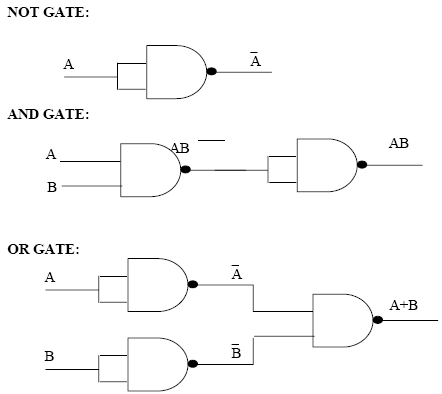 NOT GATE:
A
A̅
AND GATE:
A
B
AB
AB
OR GATE:
A
A̅
A+B
B
B̅